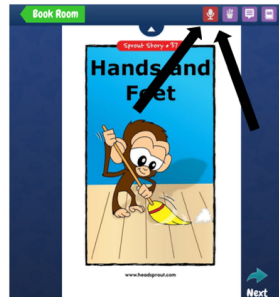 Book Room
Sprout Story #37
Hands and
Feet
www.headsprout.com
Next